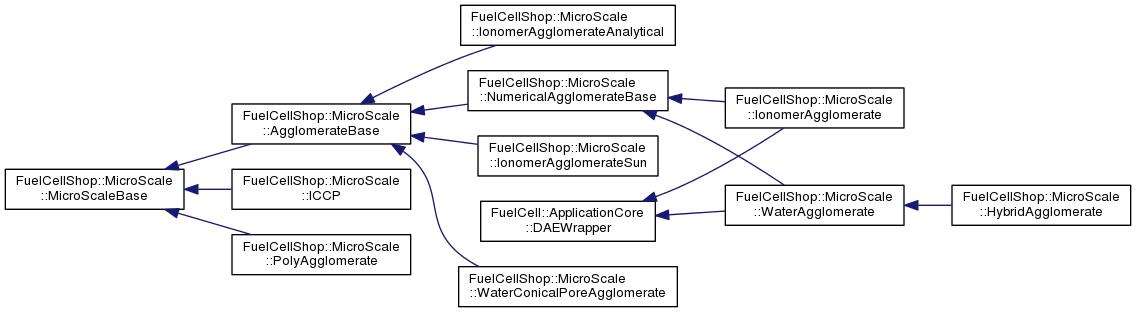 FuelCellShop::MicroScale
::IonomerAgglomerateAnalytical
FuelCellShop::MicroScale
::NumericalAgglomerateBase
FuelCellShop::MicroScale
::IonomerAgglomerate
FuelCellShop::MicroScale
::AgglomerateBase
FuelCellShop::MicroScale
::IonomerAgglomerateSun
FuelCellShop::MicroScale
::MicroScaleBase
FuelCellShop::MicroScale
::ICCP
FuelCell::ApplicationCore
::DAEWrapper
FuelCellShop::MicroScale
::WaterAgglomerate
FuelCellShop::MicroScale
::HybridAgglomerate
FuelCellShop::MicroScale
::PolyAgglomerate
FuelCellShop::MicroScale
::WaterConicalPoreAgglomerate